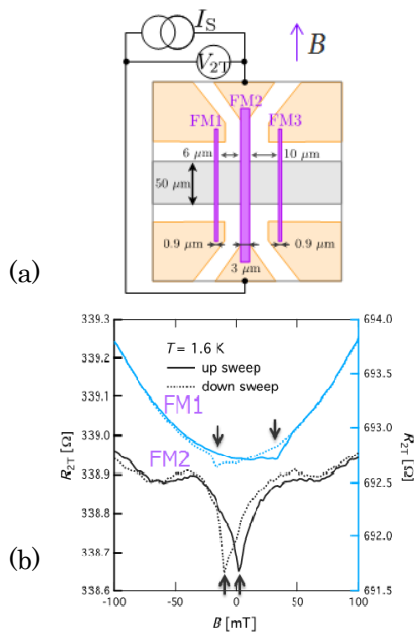 I_S
V_2T
B
FM2
FM1
FM3
6 μm
10 μm
50 μm
0.9 μm
0.9 μm
3 μm
(a)
339.3
694.0
T = 1.6 K
339.2
up sweep
693.5
down sweep
339.1
FM1
693.0
R_2T [Ω]
339.0
R_2T [Ω]
FM2
338.9
692.5
338.8
692.0
338.7
338.6
691.5
-100
-50
0
50
100
B [mT]
(b)